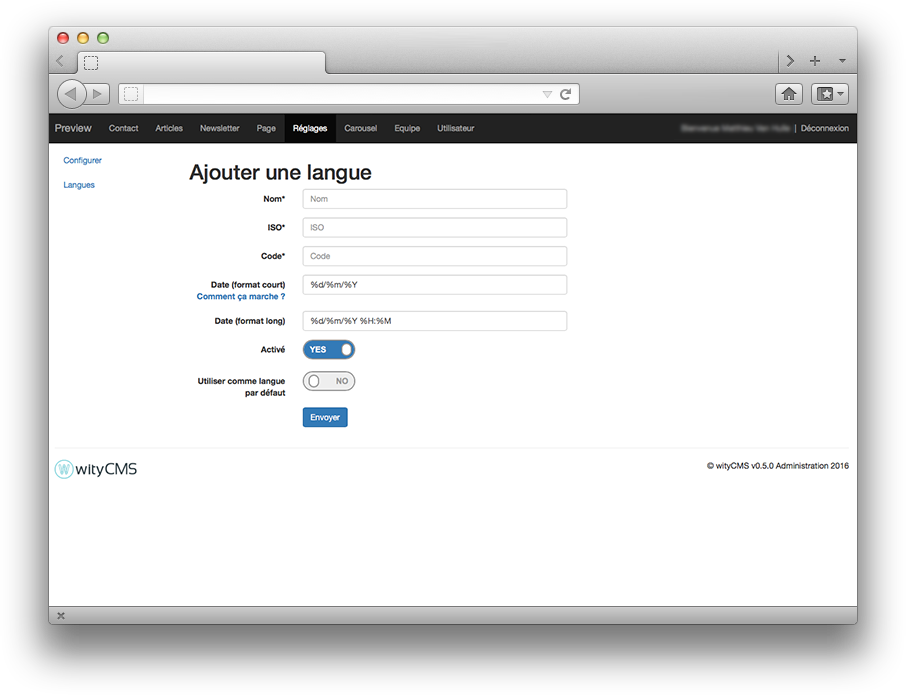 Preview Contact Articles Newsletter Page Réglages Carousel Equipe Utilisateur | Déconnexion
Configurer
Langues
Ajouter une langue
Nom* Nom
ISO* ISO
Code* Code
Date (format court) %d/%m/%Y
Comment ça marche ?
Date (format long) %d/%m/%Y %H:%M
Activé YES
Utiliser comme langue NO
par défaut
Envoyer
W wityCMS © wityCMS v0.5.0 Administration 2016